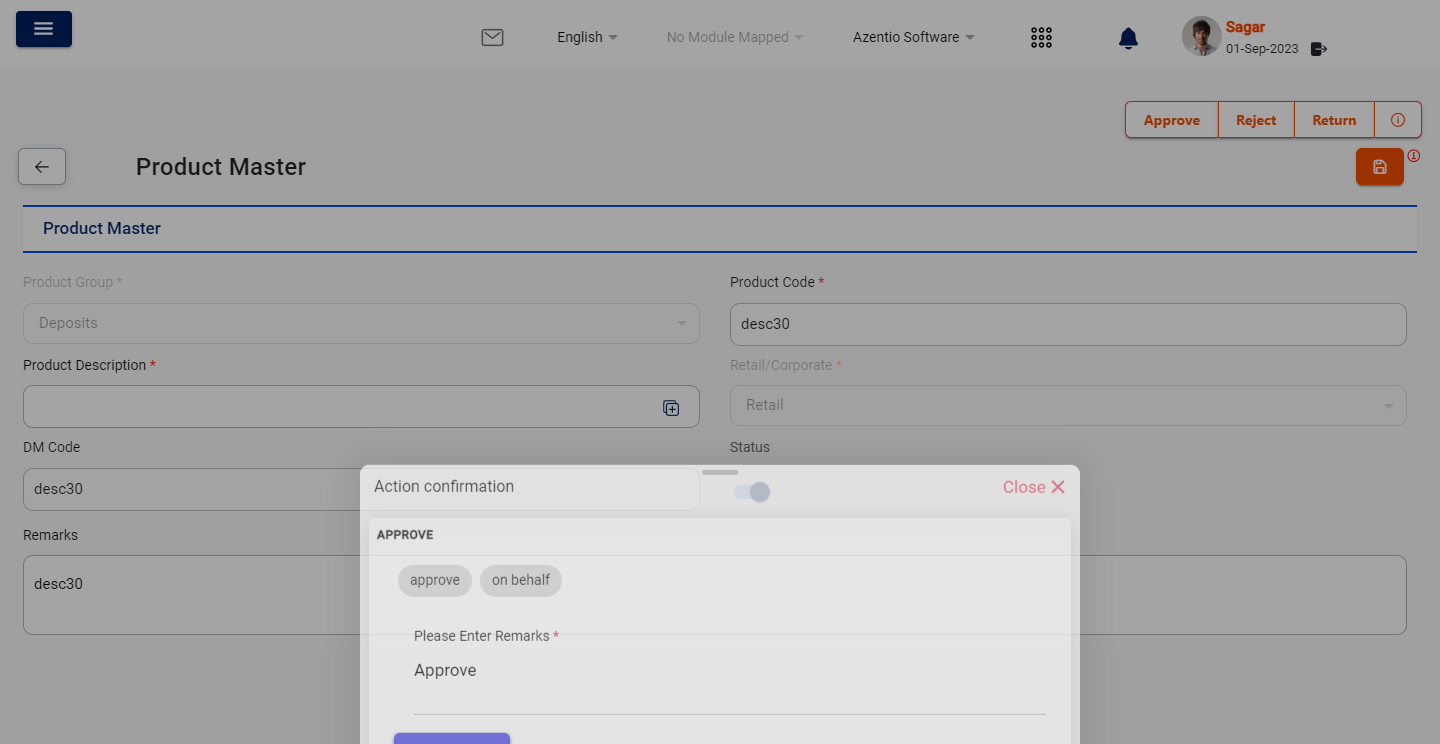 English
No Module Mapped
Azentio Software
Sagar
01-Sep-2023
Approve
Reject
Return
Product Master
Product Master
Product Group *
Product Code *
Deposits
desc30
Product Description *
Retail/Corporate *
Retail
DM Code
Status
desc30
Action confirmation
Close
Remarks
APPROVE
desc30
approve
on behalf
Please Enter Remarks *
Approve